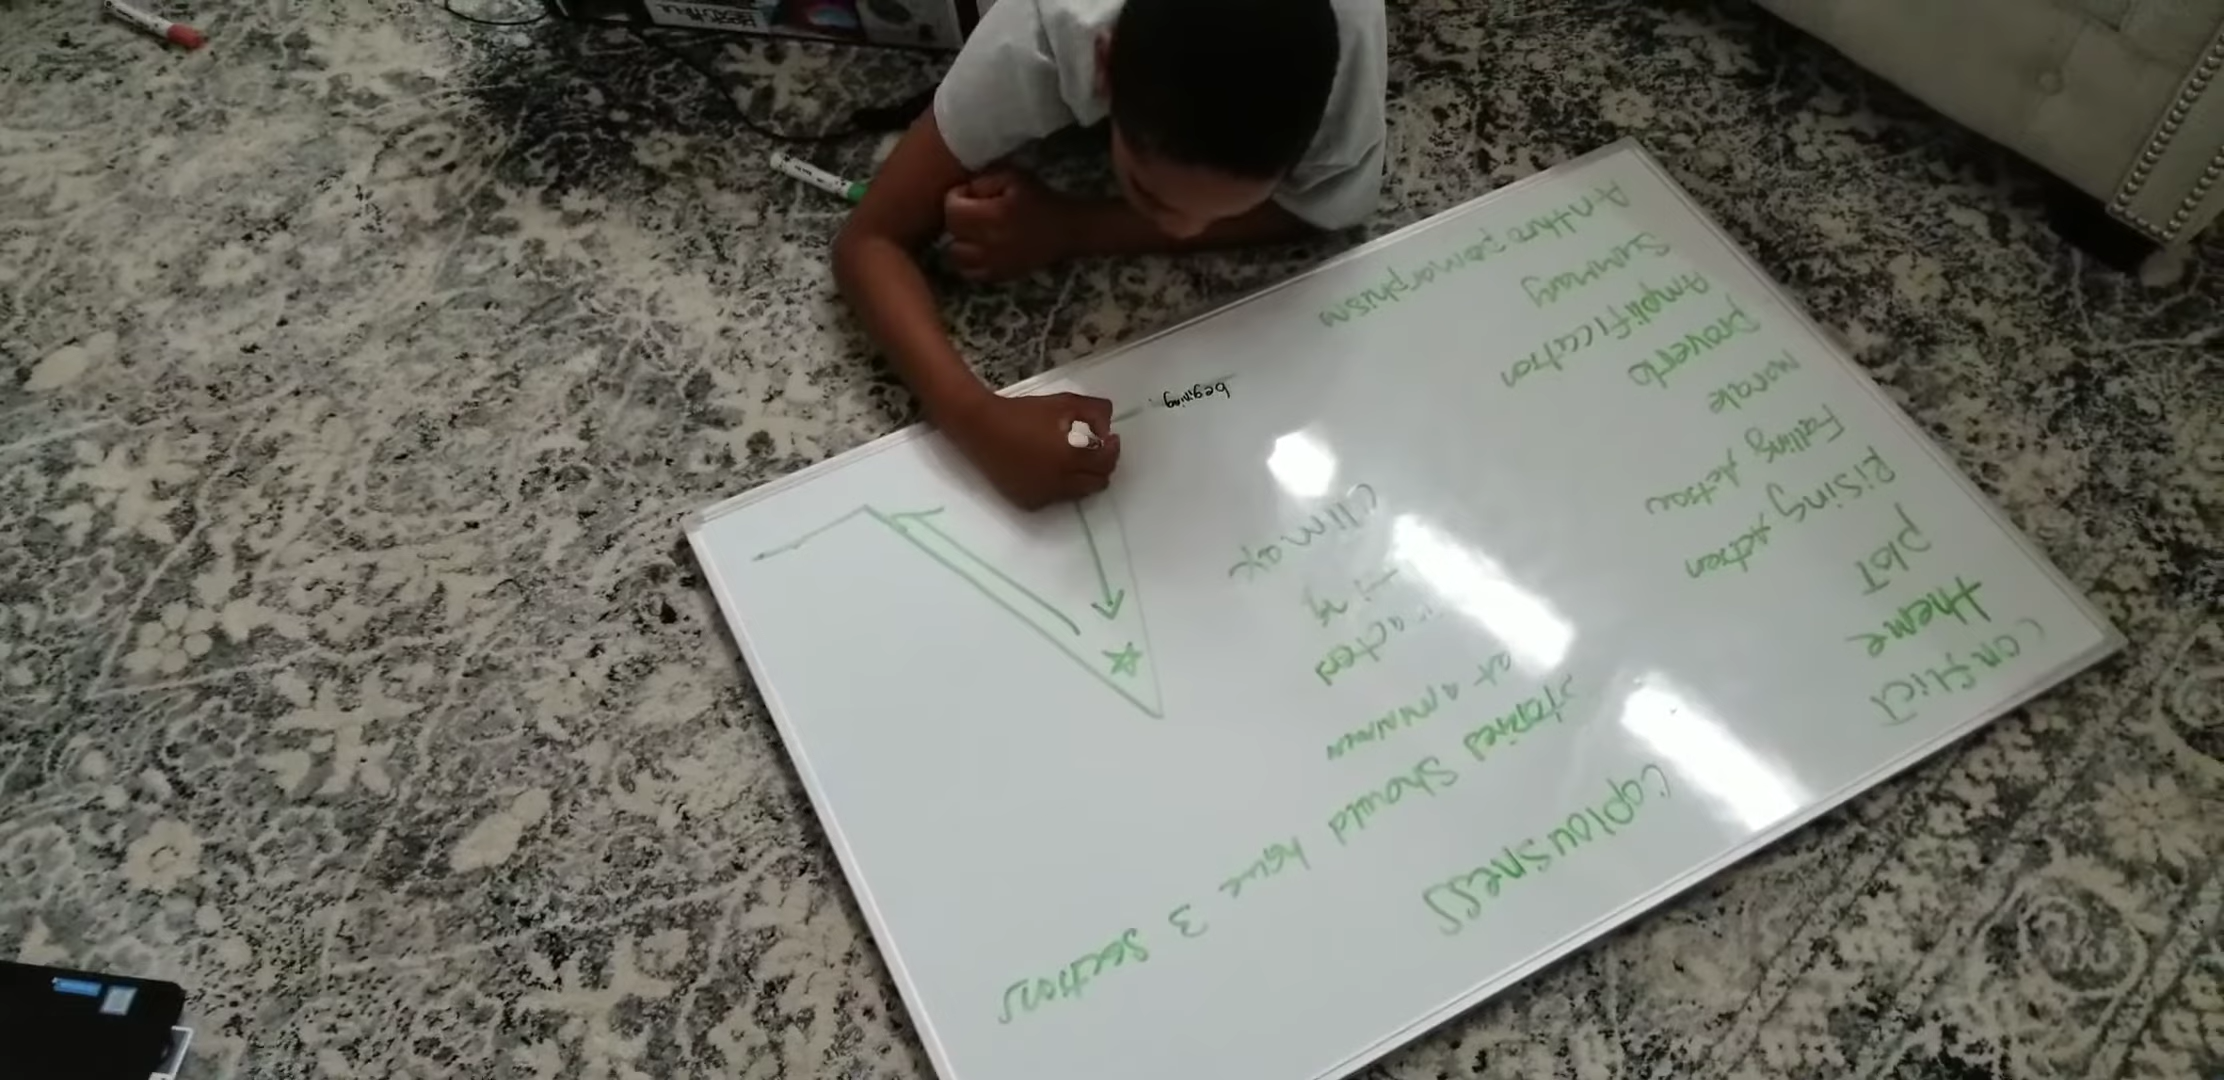 Copiousness
stories should have 3 sections
at a minimum
climax
begining
Conflict
theme
plot
Rising Action
Falling Action
morale
proverb
Amplification
Summary
Anthropomorphism